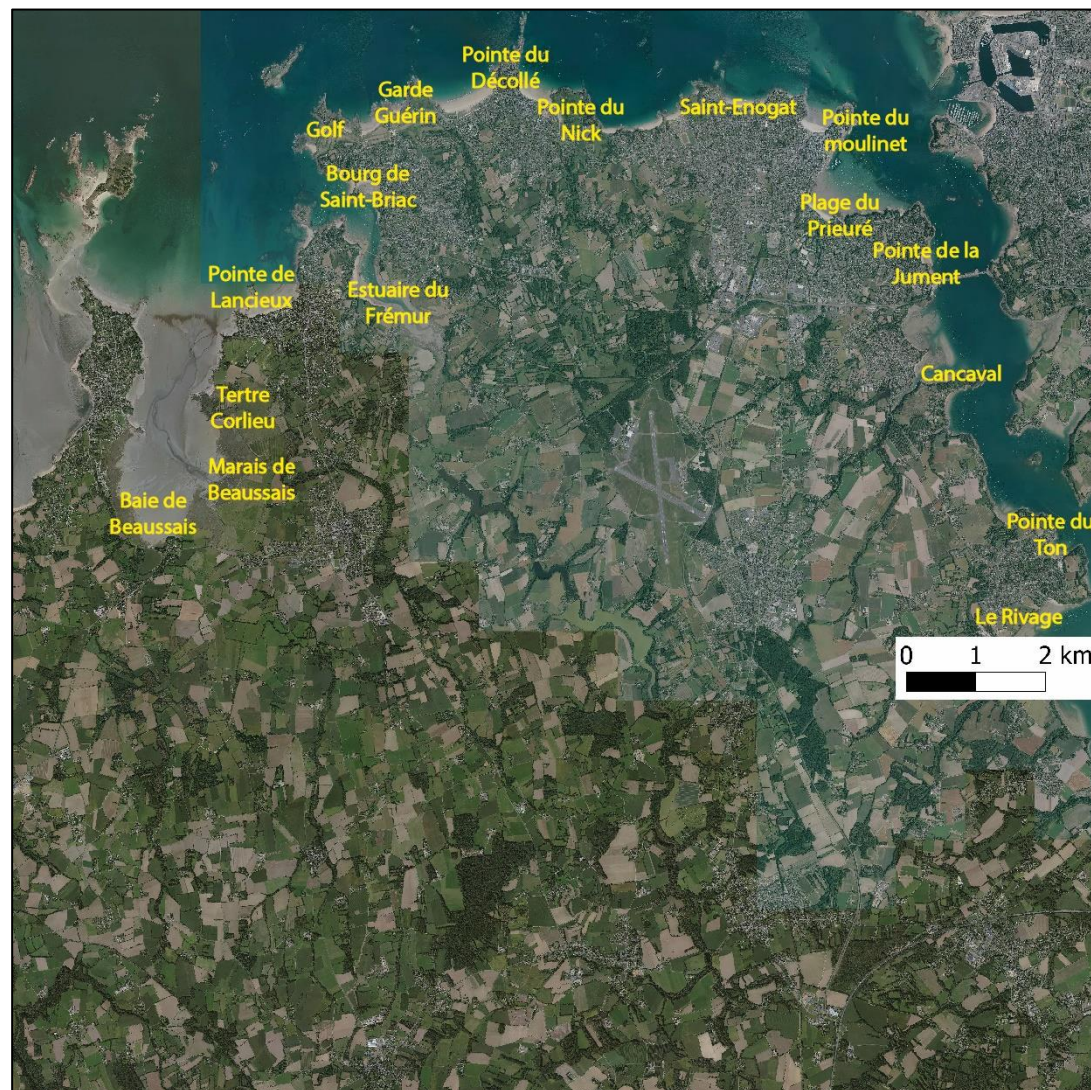 Pointe du
Décollé
Garde
Guérin
Golf
Pointe du
Nick
Saint-Enogat
Pointe du
moulinet
Bourg de
Saint-Briac
Plage du
Prieuré
Pointe de la
Jument
Pointe de
Lancieux
Estuaire du
Frémur
Cancaval
Tertre
Corlieu
Marais de
Beaussais
Baie de
Beaussais
Pointe du
Ton
Le Rivage
0 1 2 km